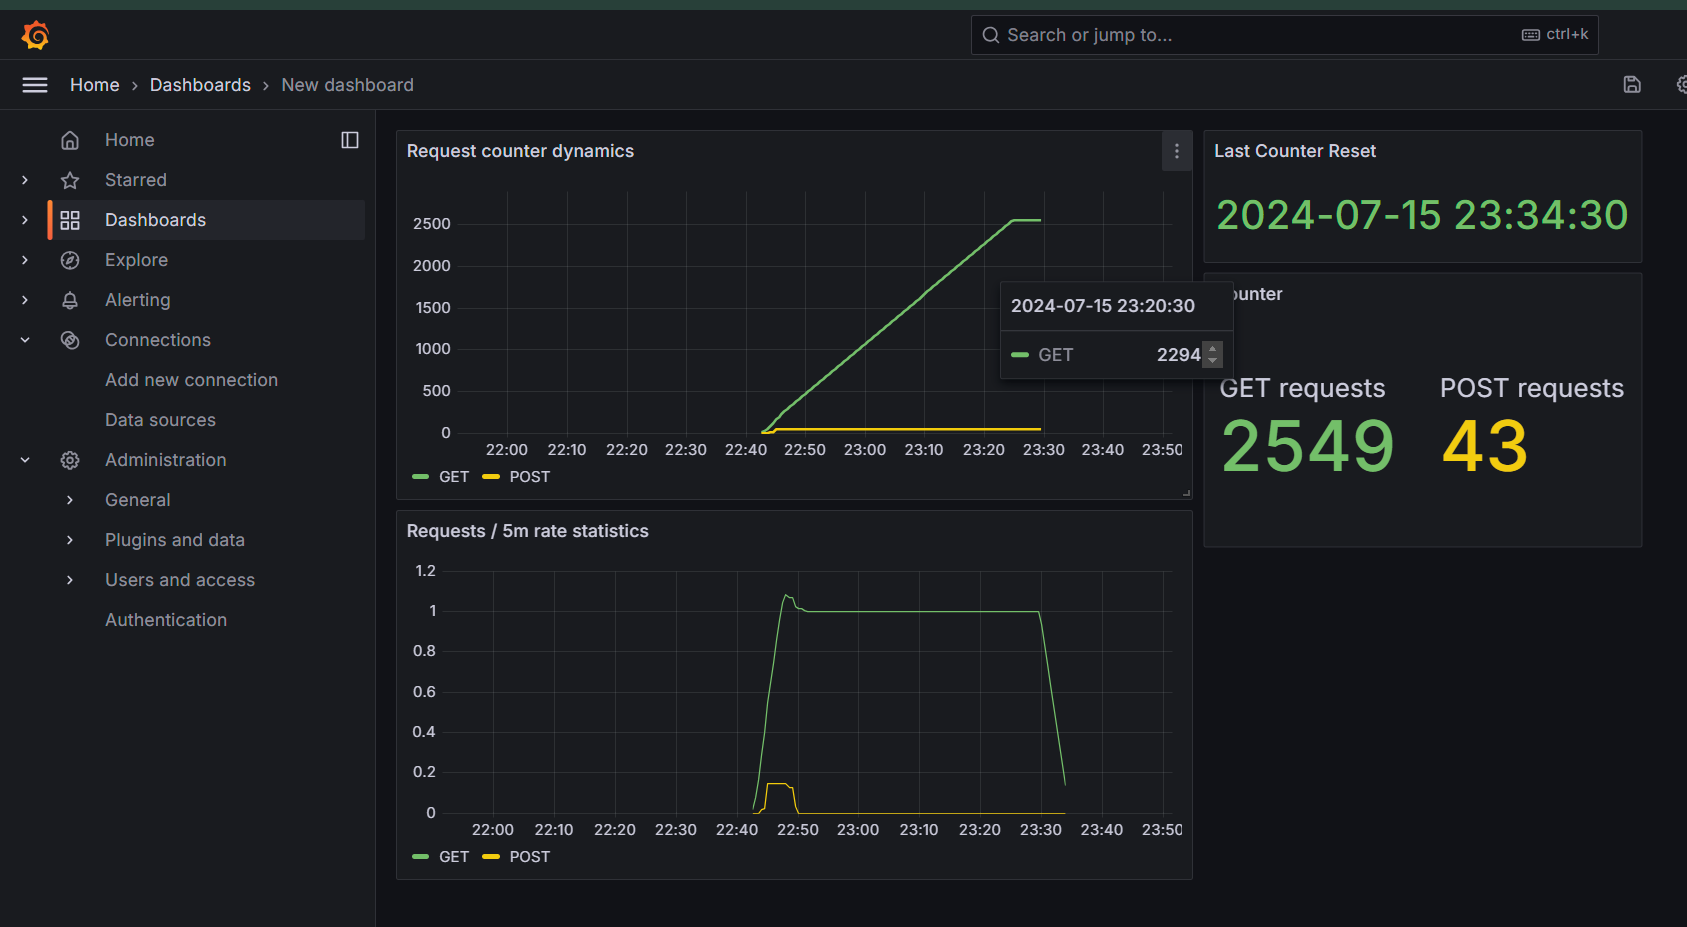 Search or jump to...
ctrl+k
Home › Dashboards › New dashboard
Home
Starred
Dashboards
Explore
Alerting
Connections
Add new connection
Data sources
Administration
General
Plugins and data
Users and access
Authentication
Request counter dynamics
2500
2000
1500
1000
500
0
22:00 22:10 22:20 22:30 22:40 22:50 23:00 23:10 23:20 23:30 23:40 23:50
GET POST
2024-07-15 23:20:30
GET 2294
Requests / 5m rate statistics
1.2
1
0.8
0.6
0.4
0.2
0
22:00 22:10 22:20 22:30 22:40 22:50 23:00 23:10 23:20 23:30 23:40 23:50
GET POST
Last Counter Reset
2024-07-15 23:34:30
ounter
GET requests POST requests
2549 43